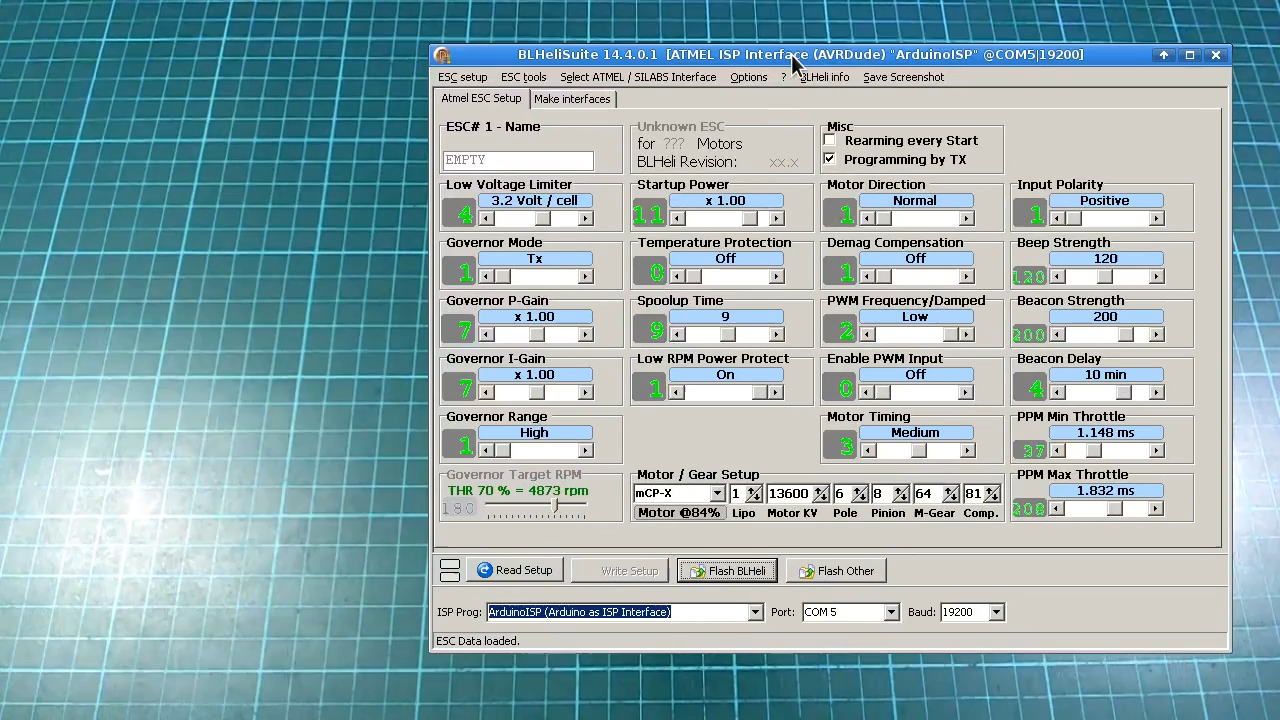 BLHeliSuite 14.4.0.1 [ATMEL ISP Interface (AVRDude) "ArduinoISP" @COM5|19200]
ESC setup ESC tools Select ATMEL / SILABS Interface Options ? BLHeli info Save Screenshot
Atmel ESC Setup Make interfaces
ESC# 1 - Name
EMPTY
Unknown ESC
for ??? Motors
BLHeli Revision: xx.x
Misc
Rearming every Start
Programming by TX
Low Voltage Limiter
3.2 Volt / cell
4
Startup Power
x 1.00
11
Motor Direction
Normal
1
Input Polarity
Positive
1
Governor Mode
Tx
1
Temperature Protection
Off
0
Demag Compensation
Off
1
Beep Strength
120
120
Governor P-Gain
x 1.00
7
Spoolup Time
9
9
PWM Frequency/Damped
Low
2
Beacon Strength
200
200
Governor I-Gain
x 1.00
7
Low RPM Power Protect
On
1
Enable PWM Input
Off
0
Beacon Delay
10 min
4
Governor Range
High
1
Motor Timing
Medium
3
PPM Min Throttle
1.148 ms
37
Governor Target RPM
THR 70 % = 4873 rpm
180
Motor / Gear Setup
mCP-X 1 13600 6 8 64 81
Motor @84% Lipo Motor KV Pole Pinion M-Gear Comp.
PPM Max Throttle
1.832 ms
208
Read Setup Write Setup Flash BLHeli Flash Other
ISP Prog: ArduinoISP (Arduino as ISP Interface) Port: COM 5 Baud: 19200
ESC Data loaded.